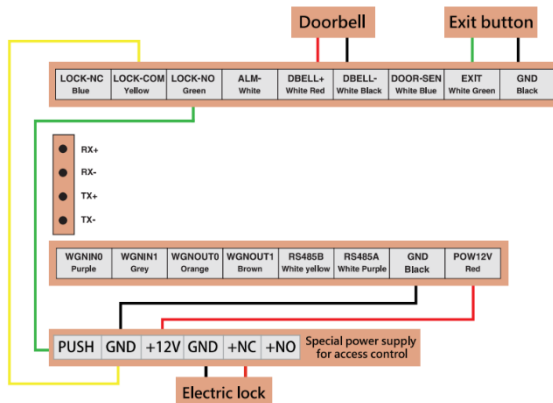 Doorbell
Exit button
LOCK-NC LOCK-COM LOCK-NO ALM- DBELL+ DBELL- DOOR-SEN EXIT GND
Blue Yellow Green White White Red White Black White Blue White Green Black
RX+
RX-
TX+
TX-
WGNIN0 WGNIN1 WGNOUT0 WGNOUT1 RS485B RS485A GND POW12V
Purple Grey Orange Brown White yellow White Purple Black Red
PUSH GND +12V GND +NC +NO
Special power supply
for access control
Electric lock